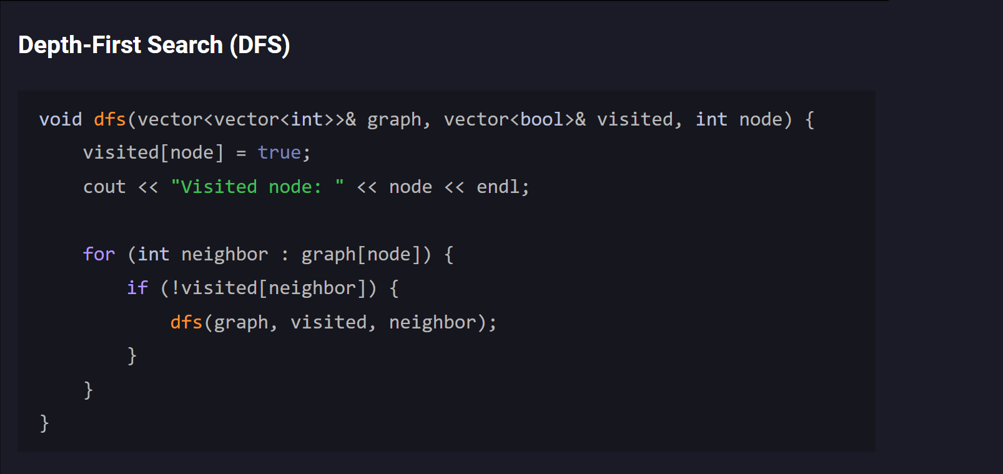 Depth-First Search (DFS)
void dfs(vector<vector<int>>& graph, vector<bool>& visited, int node) {
    visited[node] = true;
    cout << "Visited node: " << node << endl;

    for (int neighbor : graph[node]) {
        if (!visited[neighbor]) {
            dfs(graph, visited, neighbor);
        }
    }
}